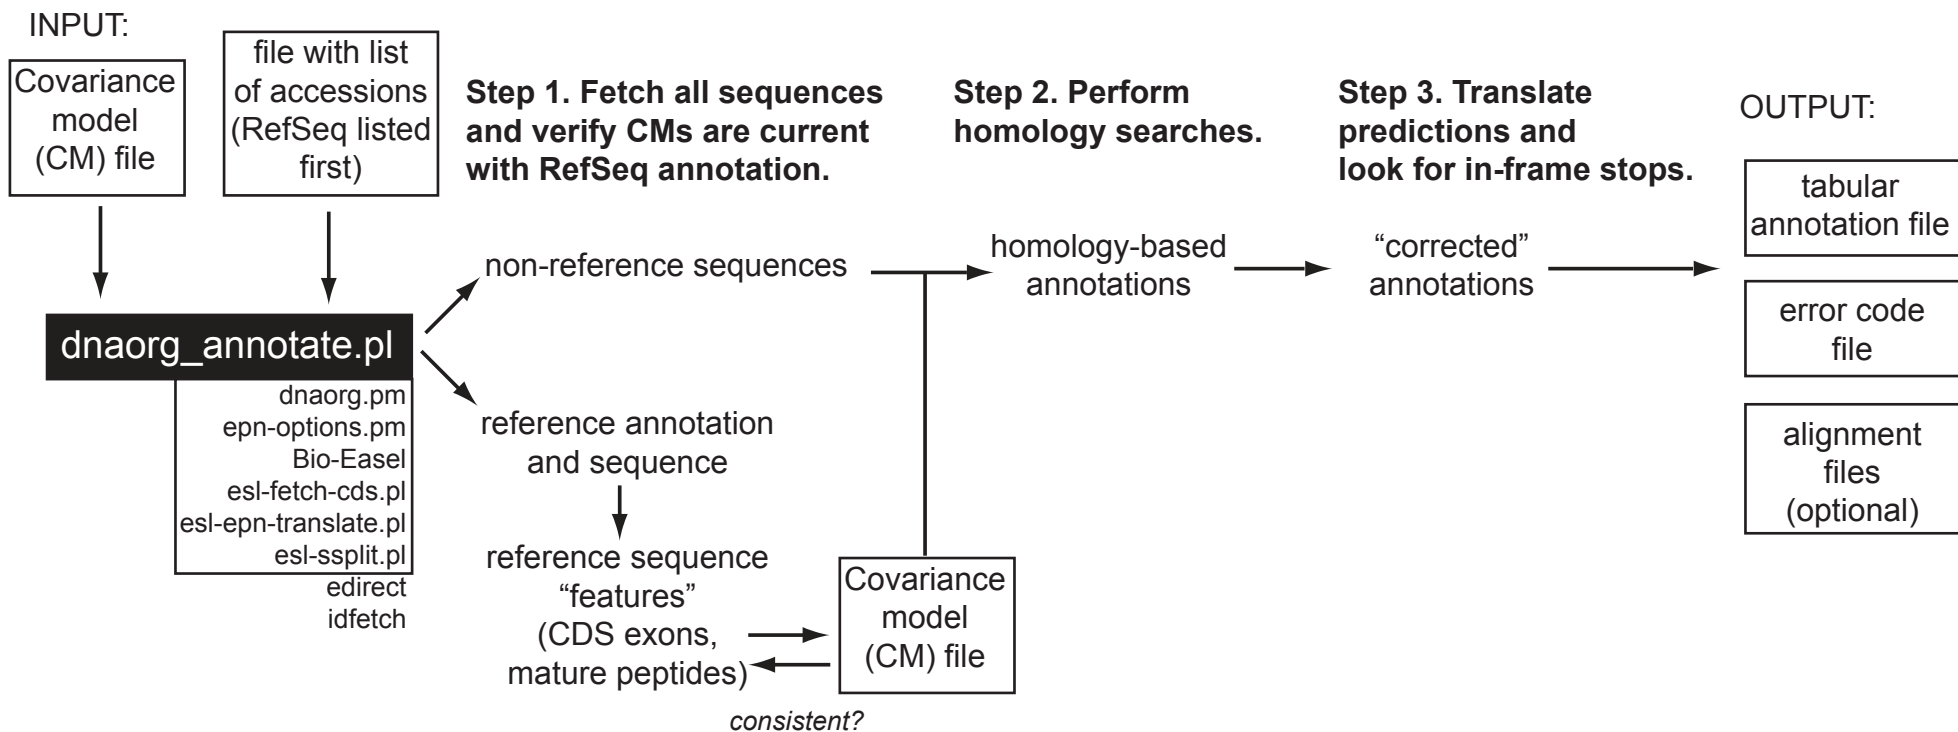 INPUT:
Covariance
model
(CM) file
file with list
of accessions
(RefSeq listed
first)
Step 1. Fetch all sequences
and verify CMs are current
with RefSeq annotation.
Step 2. Perform
homology searches.
Step 3. Translate
predictions and
look for in-frame stops.
OUTPUT:
tabular
annotation file
error code
file
alignment
files
(optional)
dnaorg_annotate.pl
dnaorg.pm
epn-options.pm
Bio-Easel
esl-fetch-cds.pl
esl-epn-translate.pl
esl-ssplit.pl
edirect
idfetch
non-reference sequences
homology-based
annotations
“corrected”
annotations
reference annotation
and sequence
reference sequence
“features”
(CDS exons,
mature peptides)
Covariance
model
(CM) file
consistent?